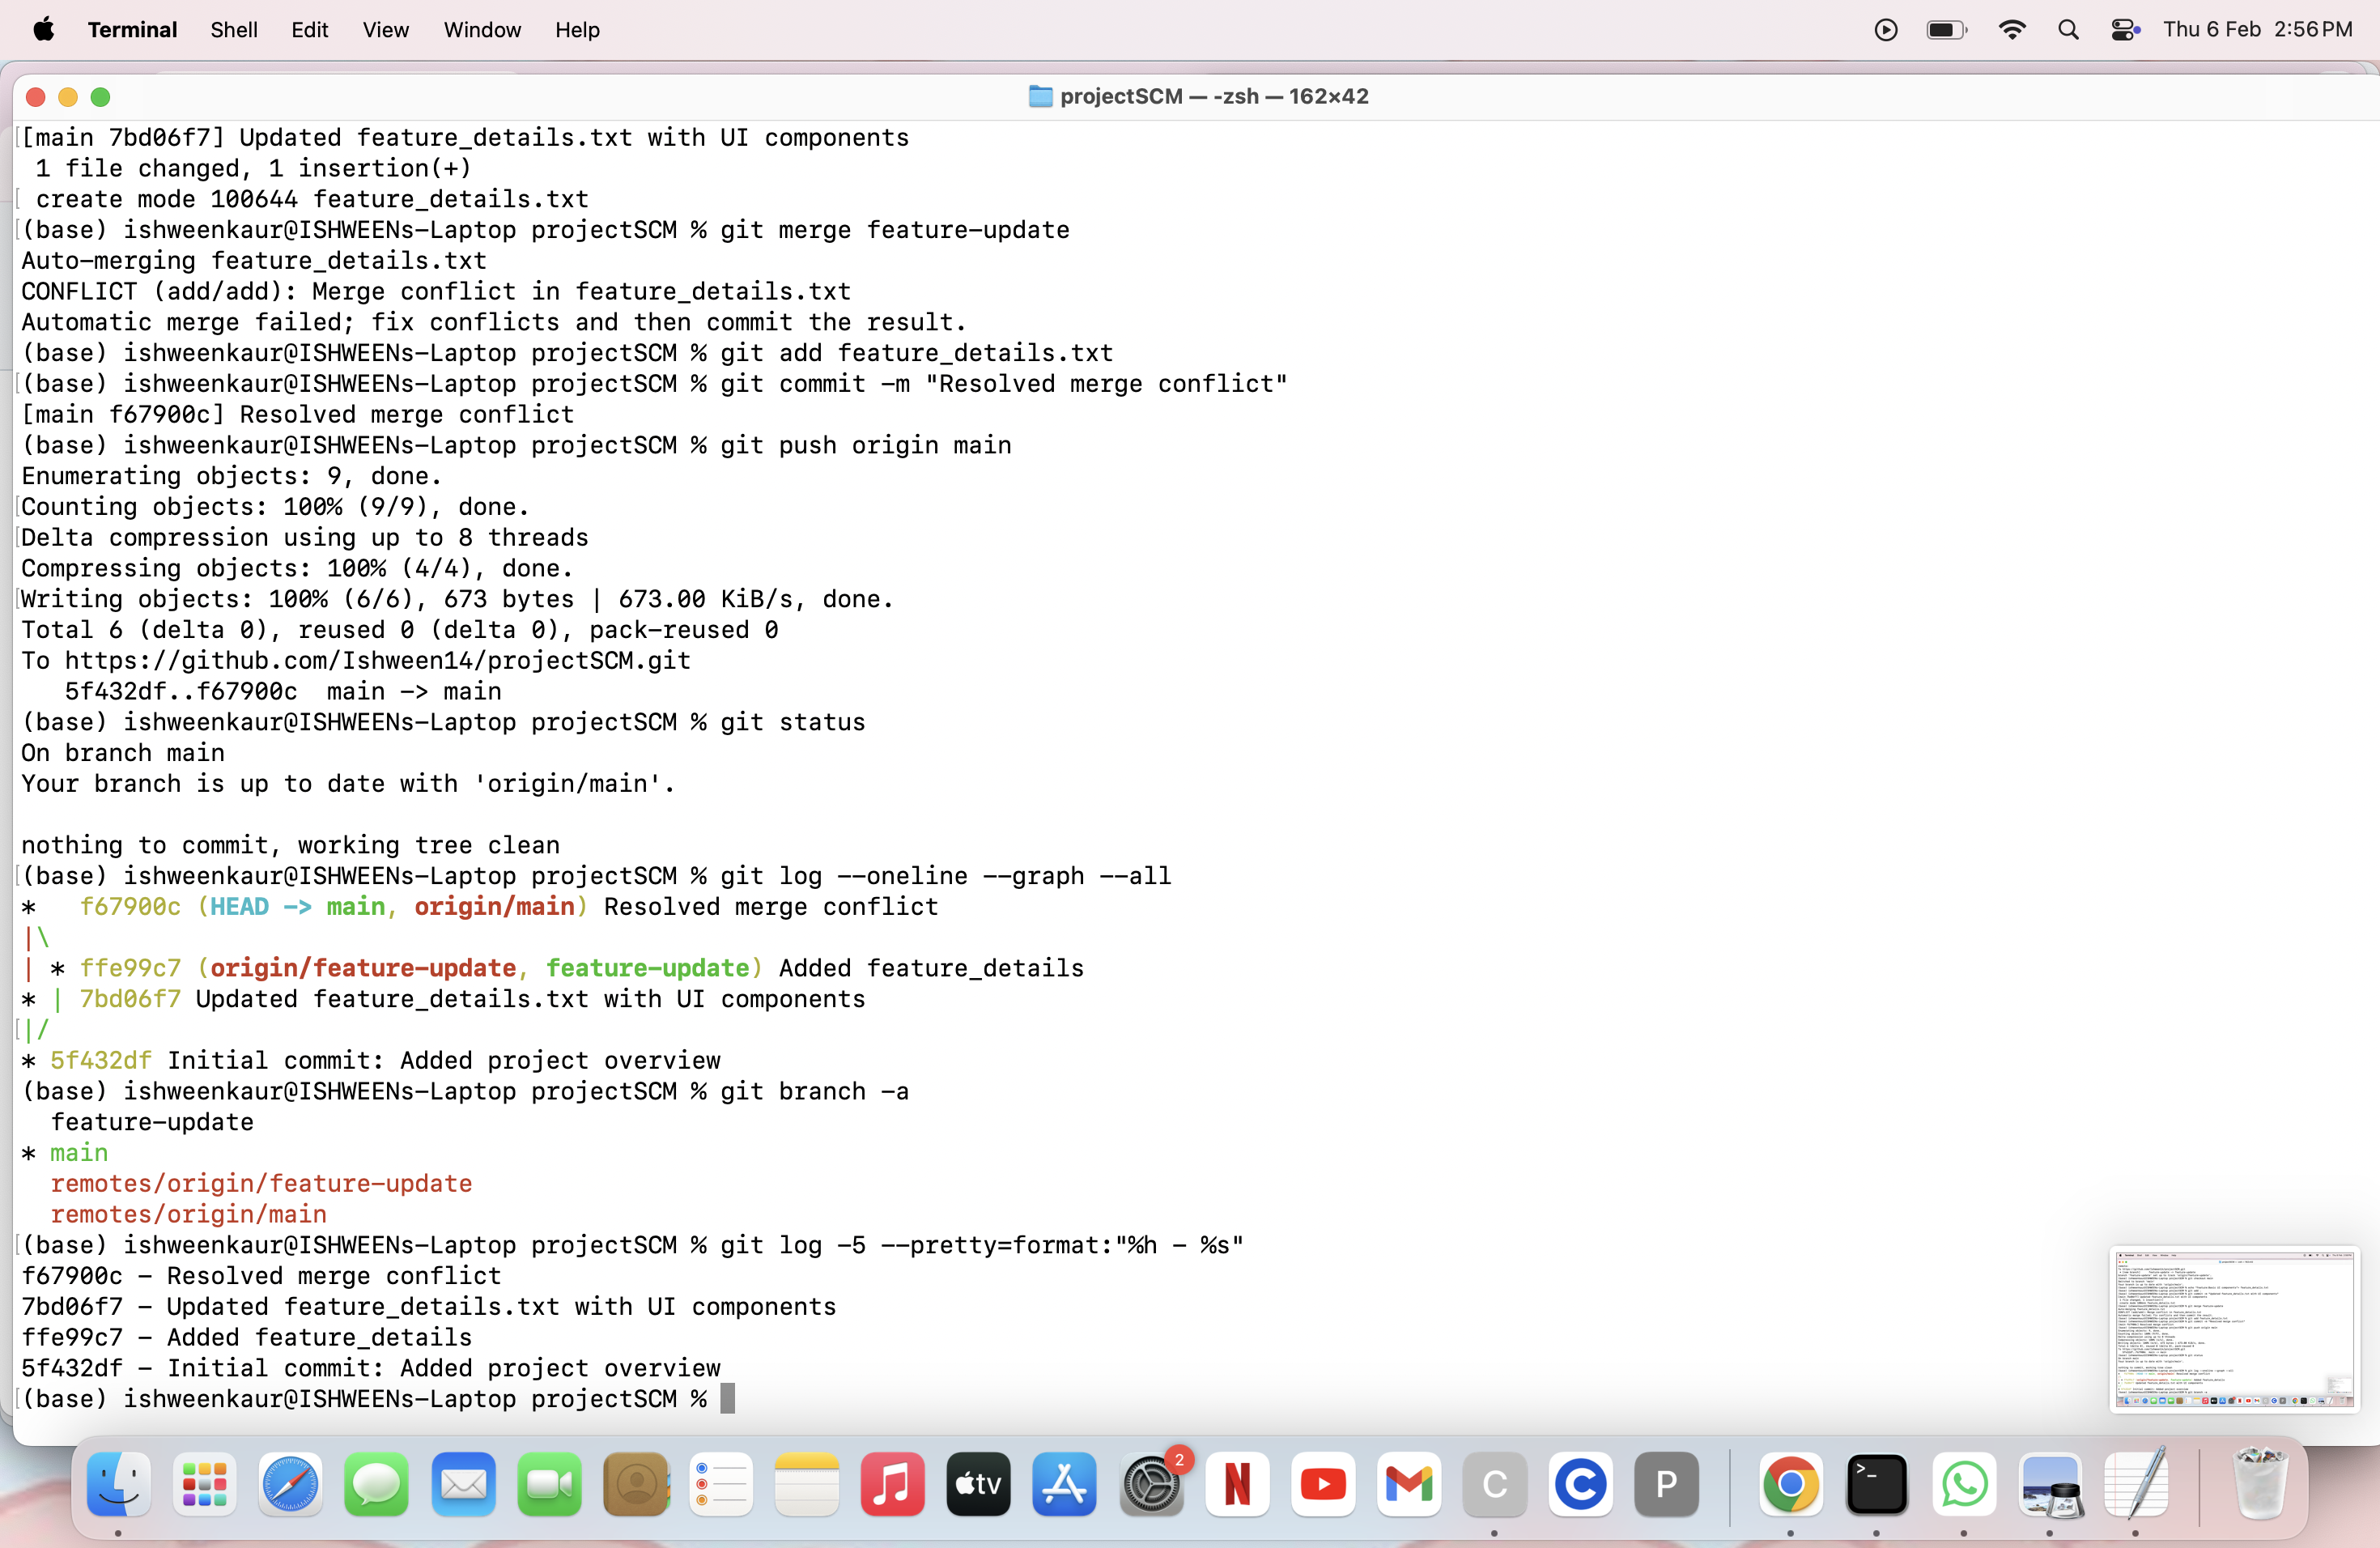 Terminal Shell Edit View Window Help Thu 6 Feb 2:56 PM
projectSCM — -zsh — 162×42
[main 7bd06f7] Updated feature_details.txt with UI components
 1 file changed, 1 insertion(+)
 create mode 100644 feature_details.txt
(base) ishweenkaur@ISHWEENs-Laptop projectSCM % git merge feature-update
Auto-merging feature_details.txt
CONFLICT (add/add): Merge conflict in feature_details.txt
Automatic merge failed; fix conflicts and then commit the result.
(base) ishweenkaur@ISHWEENs-Laptop projectSCM % git add feature_details.txt
(base) ishweenkaur@ISHWEENs-Laptop projectSCM % git commit -m "Resolved merge conflict"
[main f67900c] Resolved merge conflict
(base) ishweenkaur@ISHWEENs-Laptop projectSCM % git push origin main
Enumerating objects: 9, done.
Counting objects: 100% (9/9), done.
Delta compression using up to 8 threads
Compressing objects: 100% (4/4), done.
Writing objects: 100% (6/6), 673 bytes | 673.00 KiB/s, done.
Total 6 (delta 0), reused 0 (delta 0), pack-reused 0
To https://github.com/Ishween14/projectSCM.git
   5f432df..f67900c  main -> main
(base) ishweenkaur@ISHWEENs-Laptop projectSCM % git status
On branch main
Your branch is up to date with 'origin/main'.
nothing to commit, working tree clean
(base) ishweenkaur@ISHWEENs-Laptop projectSCM % git log --oneline --graph --all
*   f67900c (HEAD -> main, origin/main) Resolved merge conflict
|\
| * ffe99c7 (origin/feature-update, feature-update) Added feature_details
* | 7bd06f7 Updated feature_details.txt with UI components
|/
* 5f432df Initial commit: Added project overview
(base) ishweenkaur@ISHWEENs-Laptop projectSCM % git branch -a
  feature-update
* main
  remotes/origin/feature-update
  remotes/origin/main
(base) ishweenkaur@ISHWEENs-Laptop projectSCM % git log -5 --pretty=format:"%h - %s"
f67900c - Resolved merge conflict
7bd06f7 - Updated feature_details.txt with UI components
ffe99c7 - Added feature_details
5f432df - Initial commit: Added project overview
(base) ishweenkaur@ISHWEENs-Laptop projectSCM %
2
tv N C C P >_